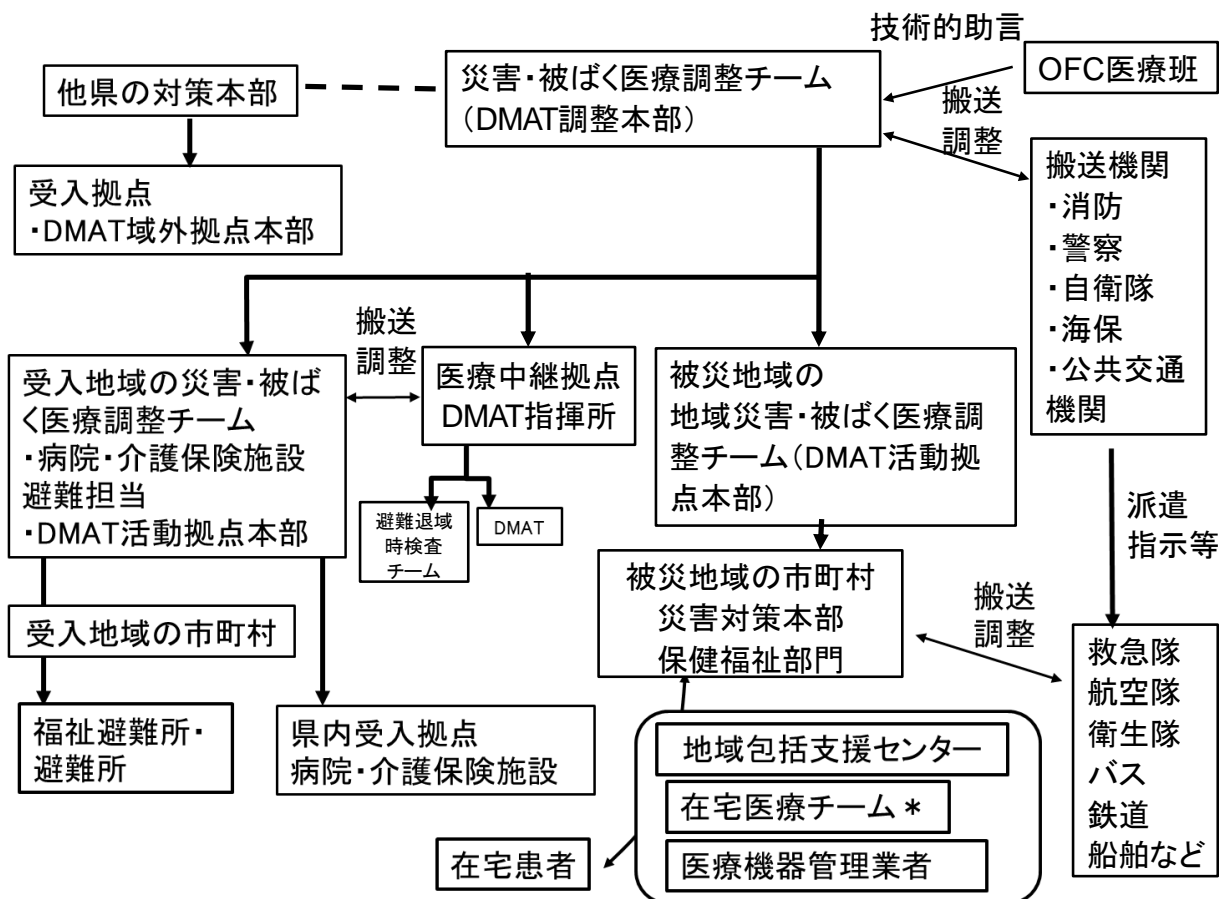 技術的助言
OFC医療班
他県の対策本部
災害・被ばく医療調整チーム
（DMAT調整本部）
搬送
調整
受入拠点
・DMAT域外拠点本部
搬送機関
・消防
・警察
・自衛隊
・海保
・公共交通
機関
搬送
調整
受入地域の災害・被ば
く医療調整チーム
・病院・介護保険施設
避難担当
・DMAT活動拠点本部
医療中継拠点
DMAT指揮所
被災地域の
地域災害・被ばく医療調
整チーム（DMAT活動拠
点本部）
避難退域
時検査
チーム
DMAT
派遣
指示等
被災地域の市町村
災害対策本部
保健福祉部門
搬送
調整
受入地域の市町村
救急隊
航空隊
衛生隊
バス
鉄道
船舶など
福祉避難所・
避難所
県内受入拠点
病院・介護保険施設
地域包括支援センター
在宅医療チーム＊
医療機器管理業者
在宅患者